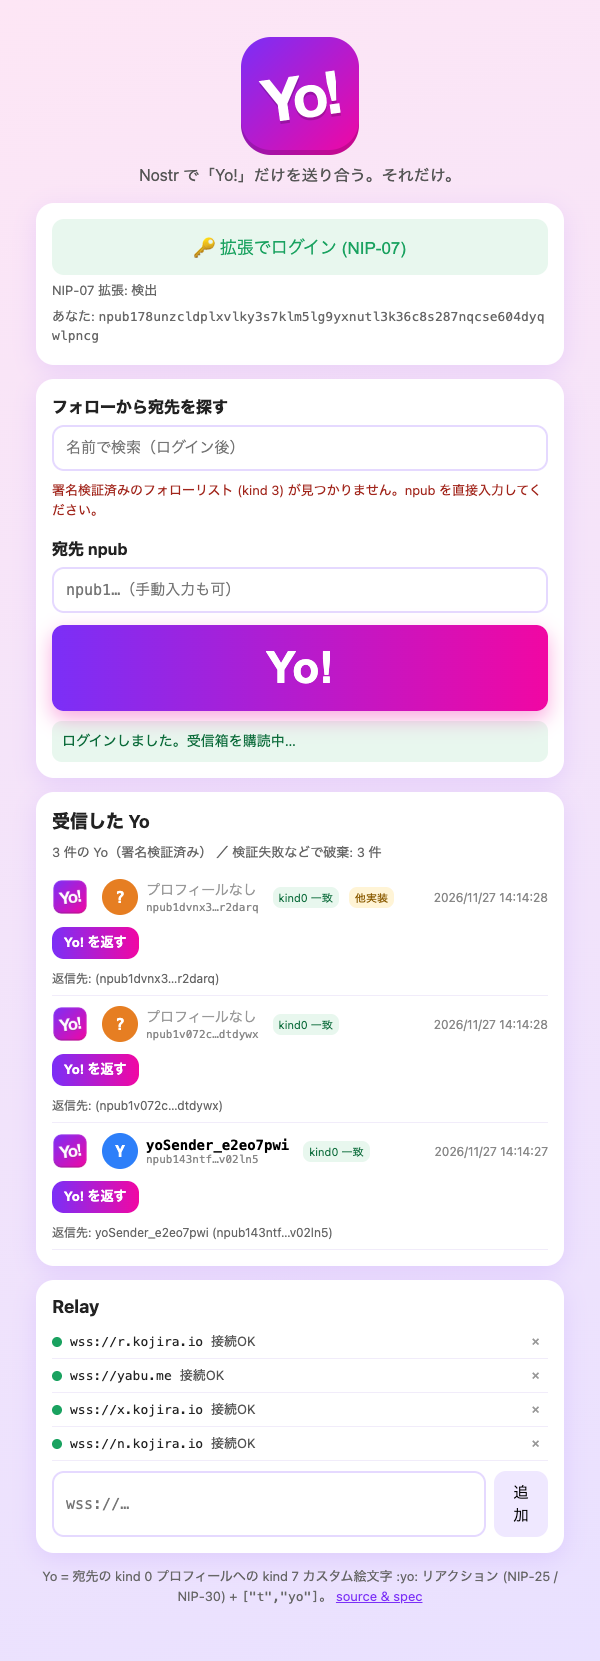 Yo!
Nostr で「Yo!」だけを送り合う。それだけ。
🔑 拡張でログイン (NIP-07)
NIP-07 拡張: 検出
あなた: npub178unzcldplxvlky3s7klm5lg9yxnutl3k36c8s287nqcse604dyq
wlpncg
フォローから宛先を探す
名前で検索（ログイン後）
署名検証済みのフォローリスト (kind 3) が見つかりません。npub を直接入力してく
ださい。
宛先 npub
npub1…（手動入力も可）
Yo!
ログインしました。受信箱を購読中…
受信した Yo
3 件の Yo（署名検証済み） ／ 検証失敗などで破棄: 3 件
Yo! ? プロフィールなし kind0 一致 他実装 2026/11/27 14:14:28
npub1dvnx3…r2darq
Yo! を返す
返信先: (npub1dvnx3…r2darq)
Yo! ? プロフィールなし kind0 一致 2026/11/27 14:14:28
npub1v072c…dtdywx
Yo! を返す
返信先: (npub1v072c…dtdywx)
Yo! Y yoSender_e2eo7pwi kind0 一致 2026/11/27 14:14:27
npub143ntf…v02ln5
Yo! を返す
返信先: yoSender_e2eo7pwi (npub143ntf…v02ln5)
Relay
wss://r.kojira.io 接続OK ×
wss://yabu.me 接続OK ×
wss://x.kojira.io 接続OK ×
wss://n.kojira.io 接続OK ×
wss://…
追
加
Yo = 宛先の kind 0 プロフィールへの kind 7 カスタム絵文字 :yo: リアクション (NIP-25 /
NIP-30) + ["t","yo"]。 source & spec